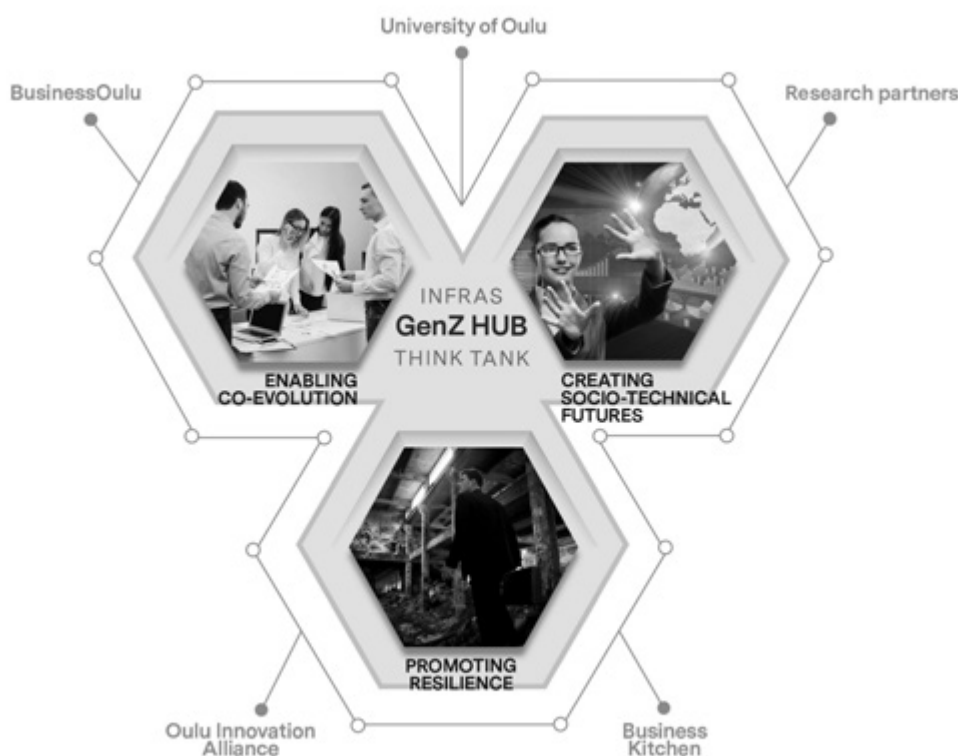 University of Oulu
BusinessOulu
Research partners
INFRAS
GenZ HUB
THINK TANK
ENABLING
CO-EVOLUTION
CREATING
SOCIO-TECHNICAL
FUTURES
PROMOTING
RESILIENCE
Oulu Innovation
Alliance
Business
Kitchen